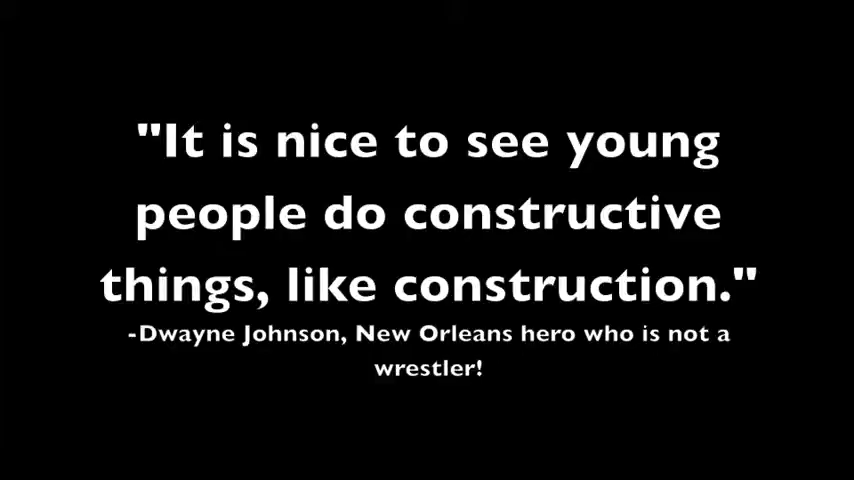 "It is nice to see young
people do constructive
things, like construction."
-Dwayne Johnson, New Orleans hero who is not a
wrestler!